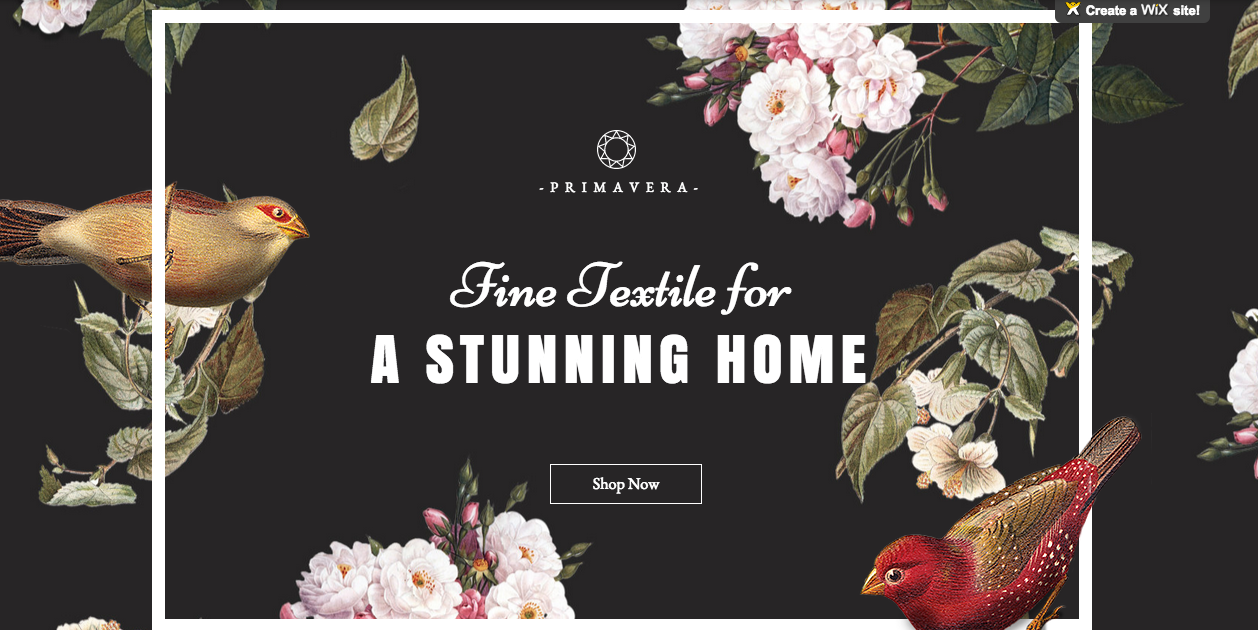 Create a WiX site!
-PRIMAVERA-
Fine Textile for
A STUNNING HOME
Shop Now